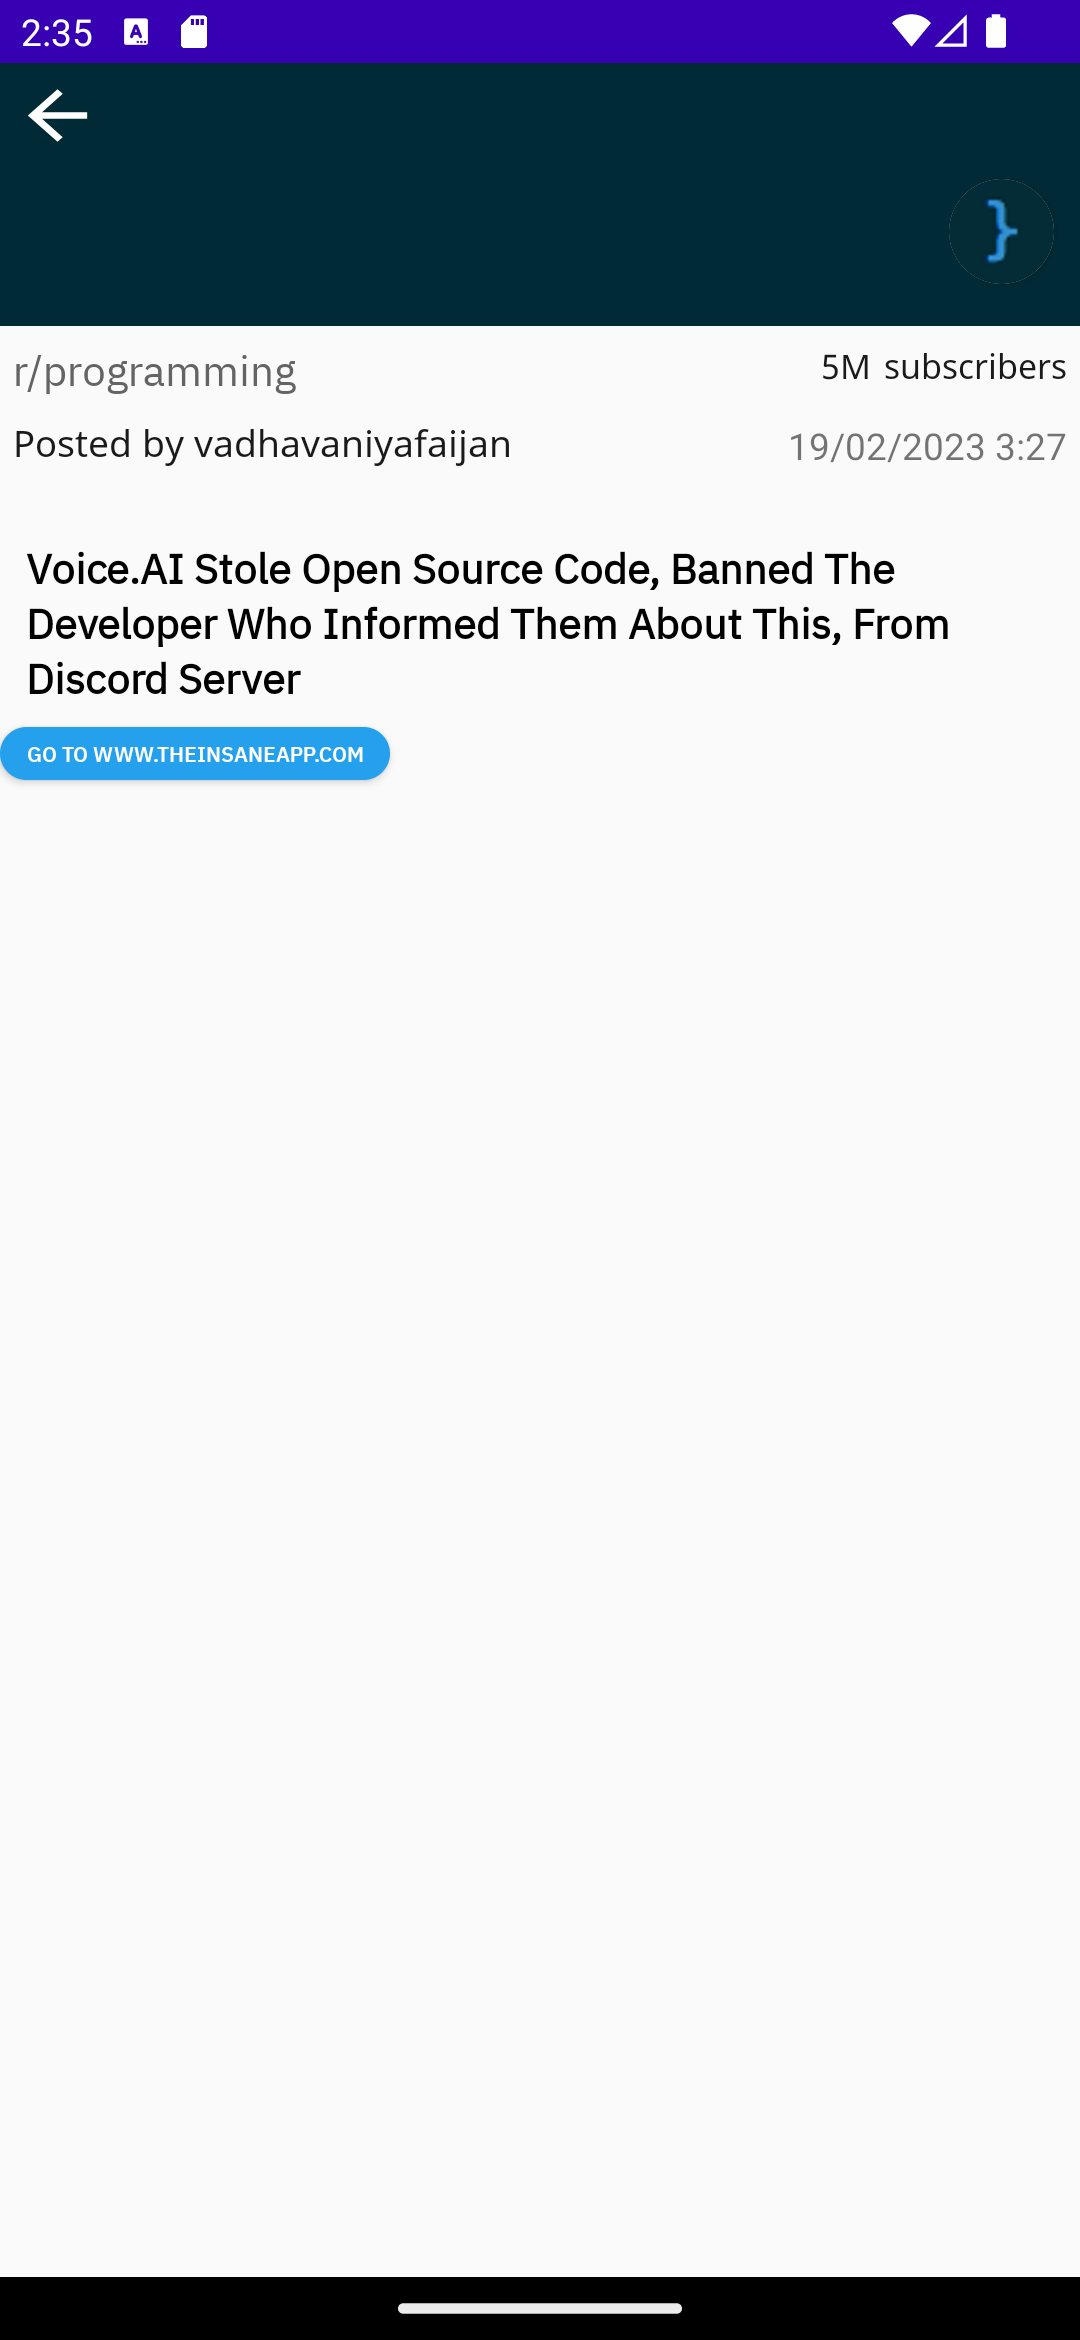 2:35
}
r/programming
5M subscribers
Posted by vadhavaniyafaijan
19/02/2023 3:27
Voice.AI Stole Open Source Code, Banned The
Developer Who Informed Them About This, From
Discord Server
GO TO WWW.THEINSANEAPP.COM